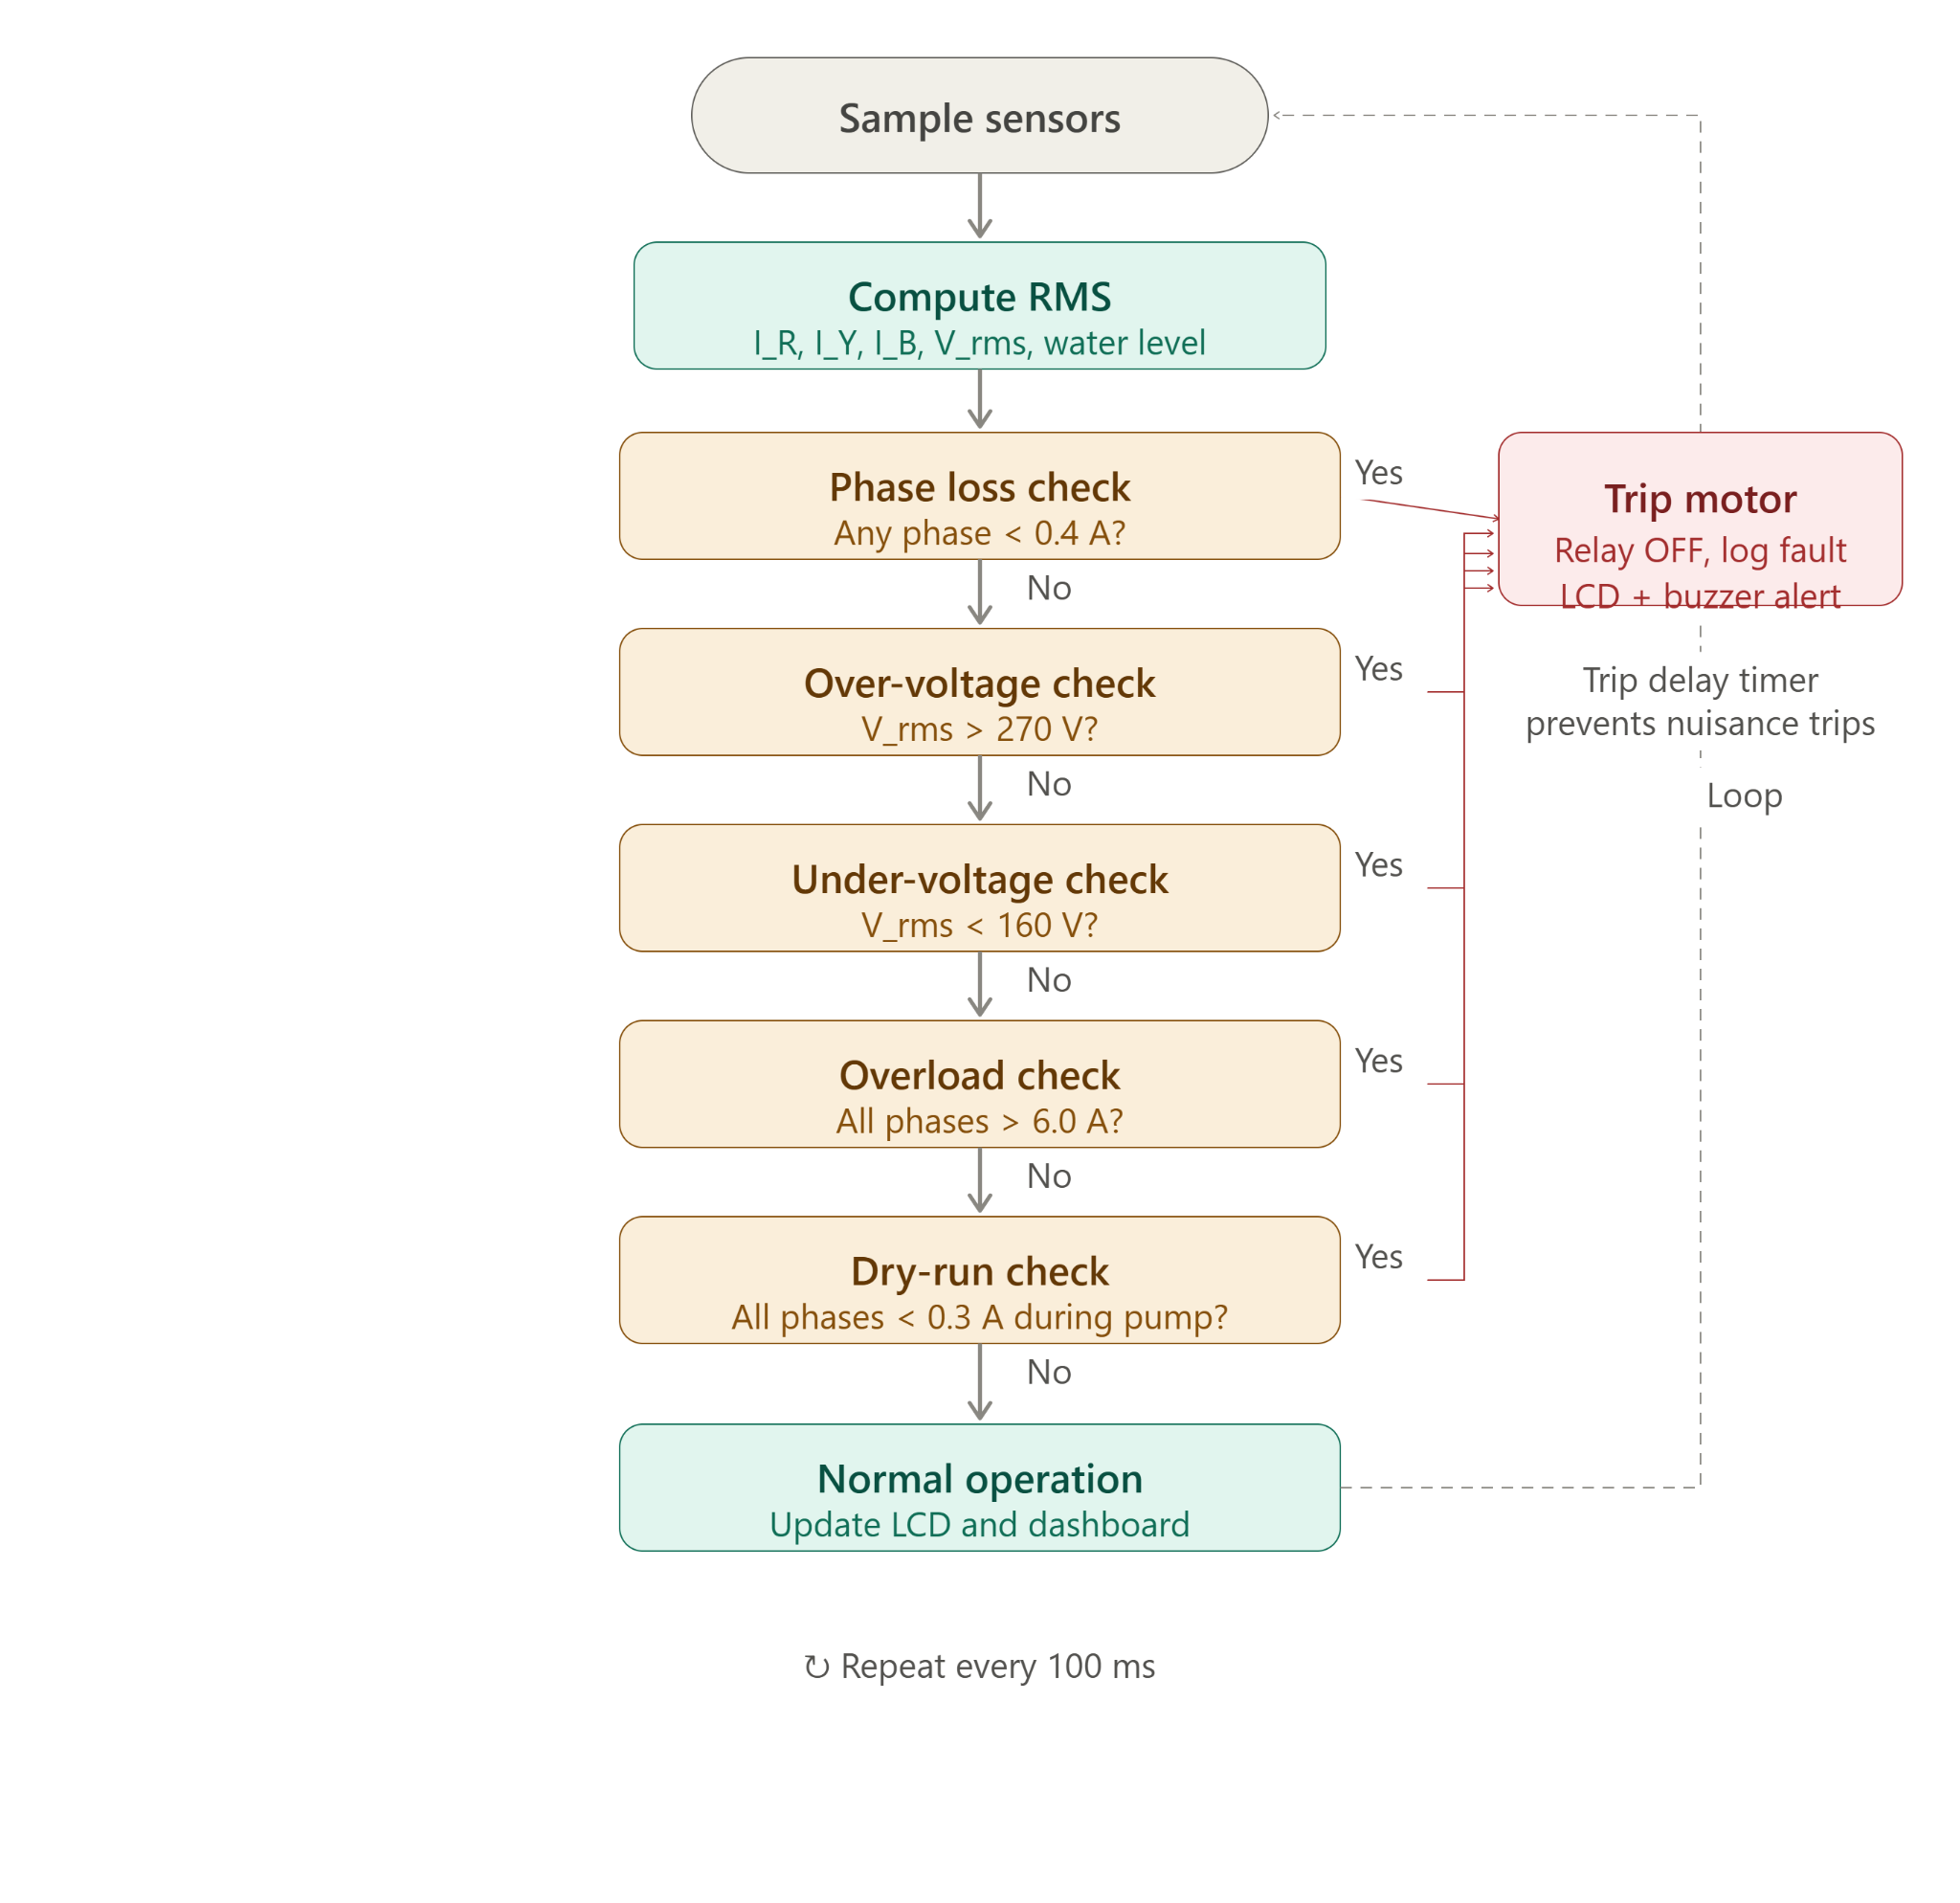 Sample sensors
Compute RMS
I_R, I_Y, I_B, V_rms, water level
Phase loss check
Any phase < 0.4 A?
Yes
Trip motor
Relay OFF, log fault
LCD + buzzer alert
No
Over-voltage check
V_rms > 270 V?
Yes
Trip delay timer
prevents nuisance trips
No
Loop
Under-voltage check
V_rms < 160 V?
Yes
No
Overload check
All phases > 6.0 A?
Yes
No
Dry-run check
All phases < 0.3 A during pump?
Yes
No
Normal operation
Update LCD and dashboard
↻ Repeat every 100 ms